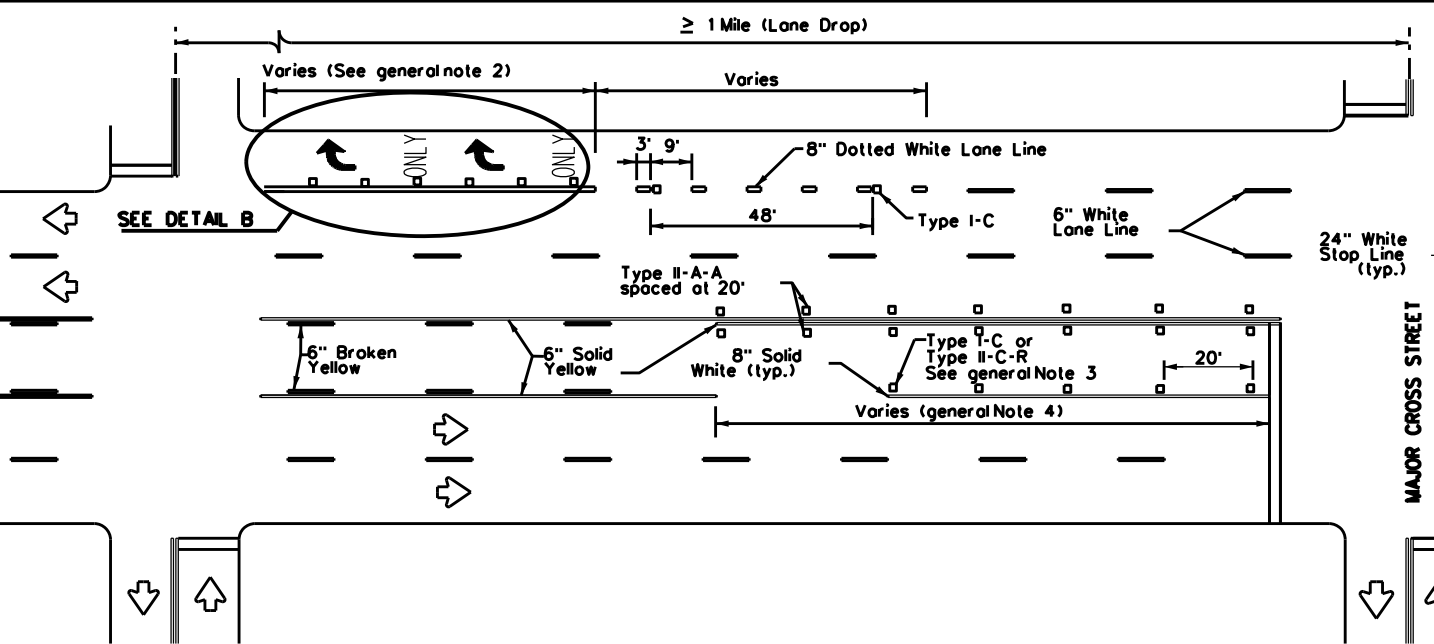 ≥ 1 Mile (Lane Drop)
Varies (See general note 2)
Varies
ONLY
ONLY
3'
9'
8" Dotted White Lane Line
SEE DETAIL B
48'
Type I-C
6" White
Lane Line
24" White
Stop Line
(typ.)
Type II-A-A
spaced at 20'
6" Broken
Yellow
6" Solid
Yellow
8" Solid
White (typ.)
Type I-C or
Type II-C-R
See general Note 3
20'
Varies (general Note 4)
MAJOR CROSS STREET